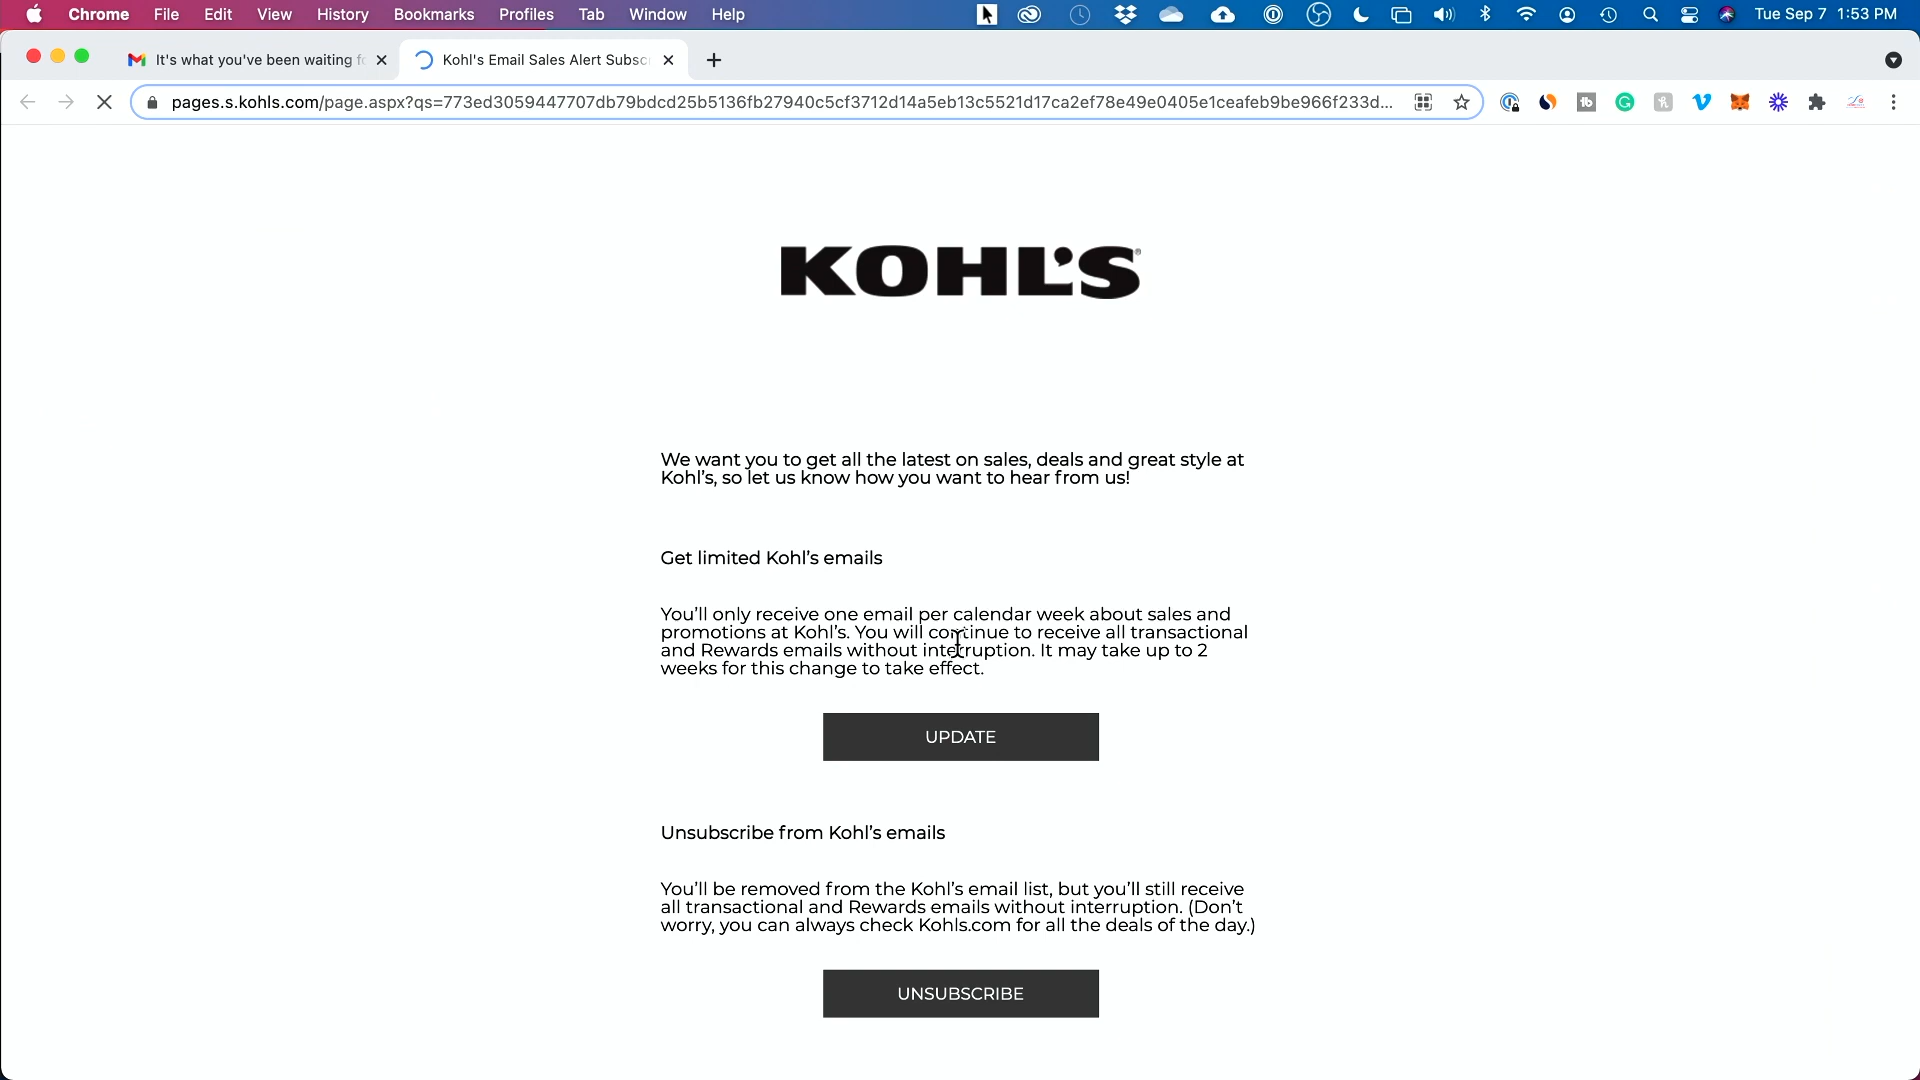 Chrome File Edit View History Bookmarks Profiles Tab Window Help Tue Sep 7 1:53 PM
It's what you've been waiting fo
Kohl's Email Sales Alert Subsc
pages.s.kohls.com/page.aspx?qs=773ed3059447707db79bdcd25b5136fb27940c5cf3712d14a5eb13c5521d17ca2ef78e49e0405e1ceafeb9be966f233d...
KOHL'S®
We want you to get all the latest on sales, deals and great style at
Kohl's, so let us know how you want to hear from us!
Get limited Kohl's emails
You'll only receive one email per calendar week about sales and
promotions at Kohl's. You will continue to receive all transactional
and Rewards emails without interruption. It may take up to 2
weeks for this change to take effect.
UPDATE
Unsubscribe from Kohl's emails
You'll be removed from the Kohl's email list, but you'll still receive
all transactional and Rewards emails without interruption. (Don't
worry, you can always check Kohls.com for all the deals of the day.)
UNSUBSCRIBE